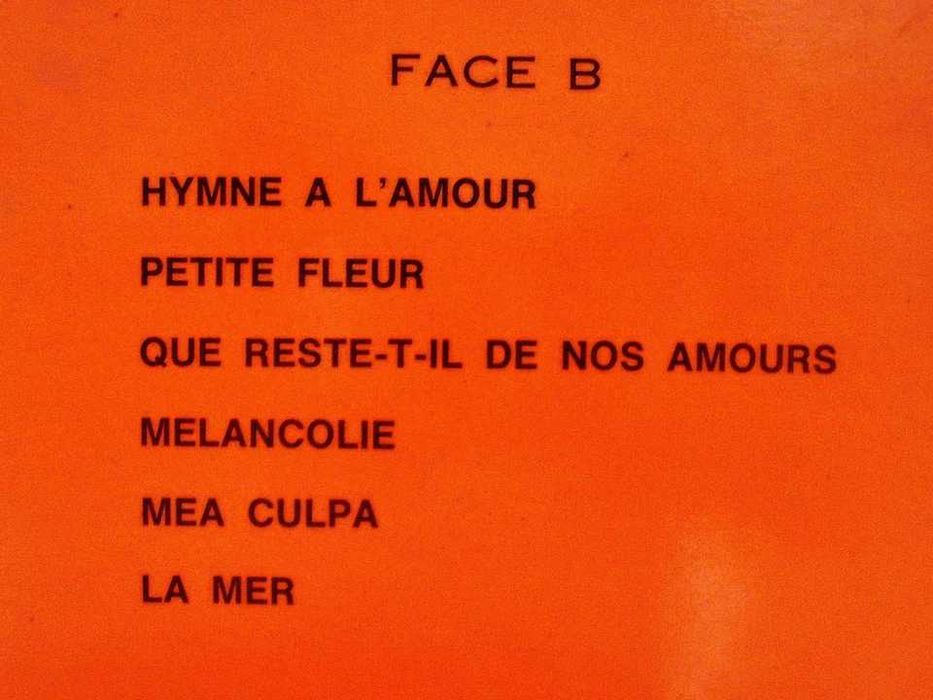 FACE B
HYMNE A L'AMOUR
PETITE FLEUR
QUE RESTE-T-IL DE NOS AMOURS
MELANCOLIE
MEA CULPA
LA MER